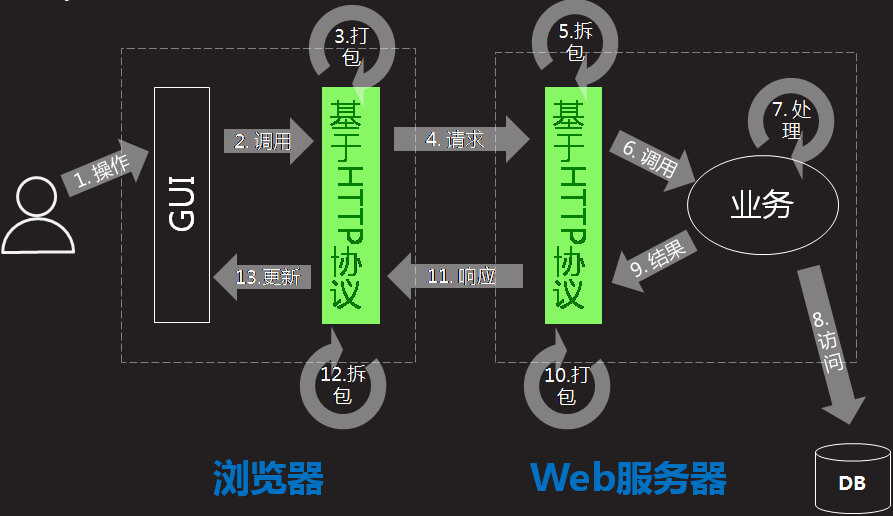 3.打
包
5.拆
包
7. 处
理
1. 操作
GUI
2. 调用
基于HTTP协议
4. 请求
基于HTTP协议
6. 调用
业务
9. 结果
13.更新
11. 响应
8.
访
问
12.拆
包
10.打
包
浏览器
Web服务器
DB